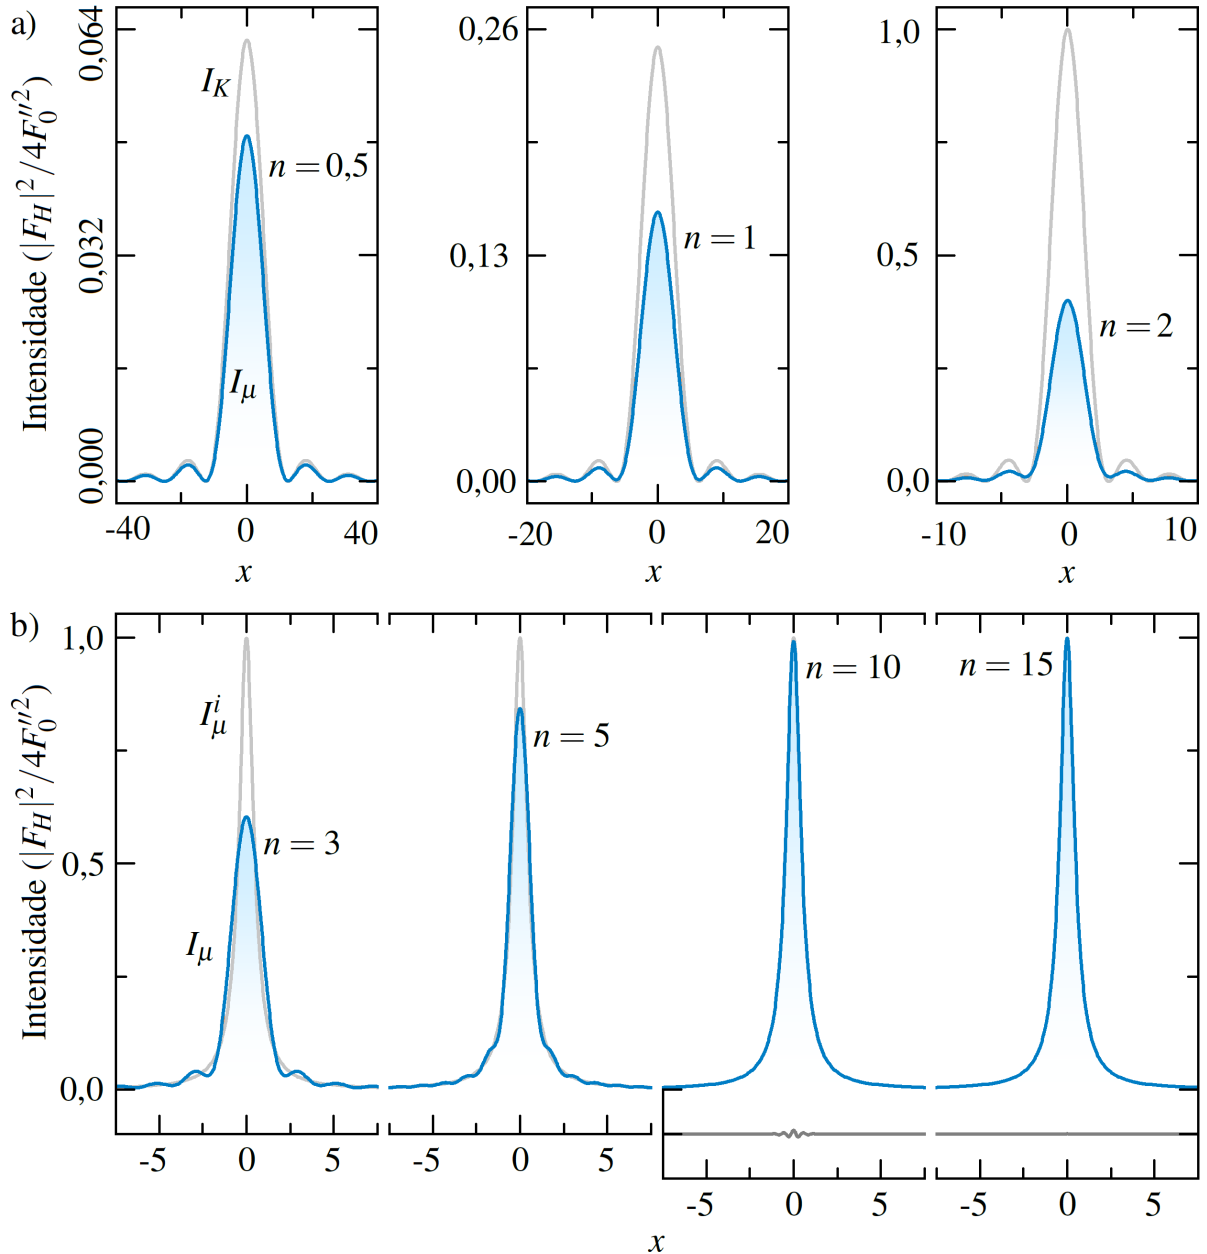 a)
Intensidade (|F_H|²/4F₀″²)
0,064
0,032
0,000
I_K
n = 0,5
I_μ
-40 0 40
x
0,26
0,13
0,00
n = 1
-20 0 20
x
1,0
0,5
0,0
n = 2
-10 0 10
x
b)
Intensidade (|F_H|²/4F₀″²)
1,0
0,5
0,0
I_μ^i
n = 3
I_μ
-5 0 5
n = 5
-5 0 5
n = 10
-5 0 5
n = 15
-5 0 5
x